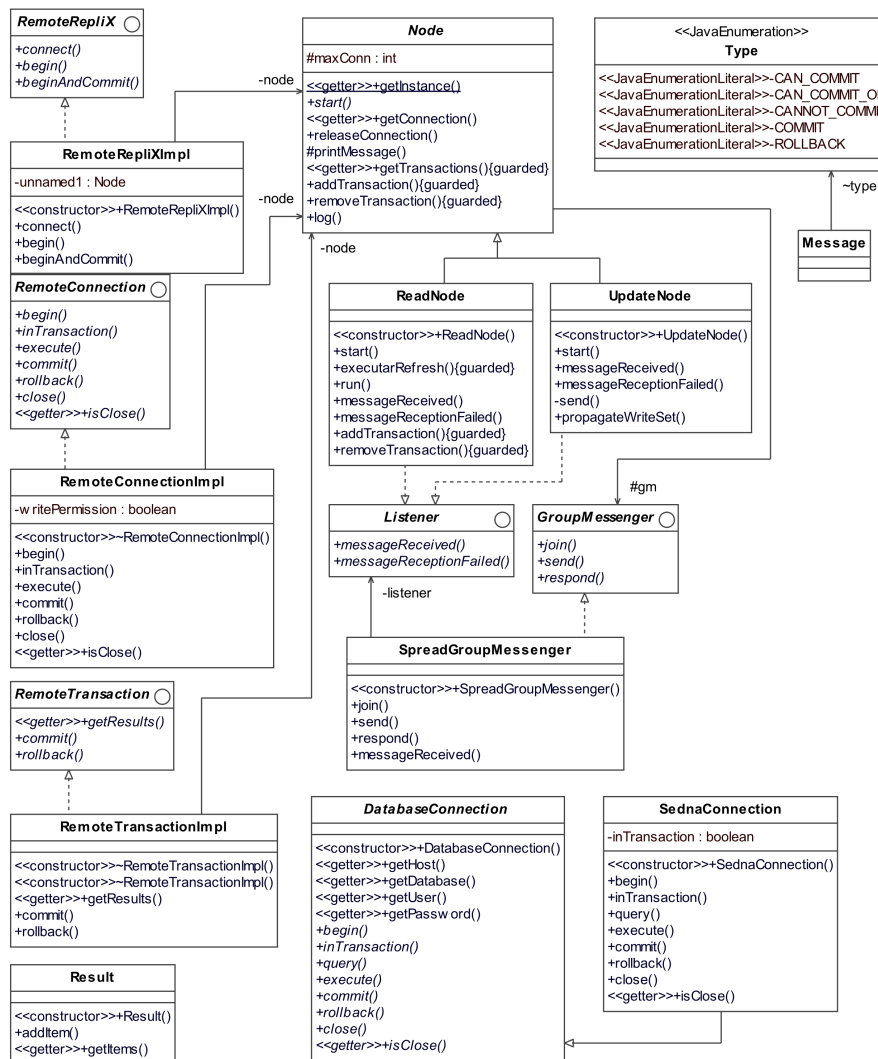 RemoteRepliX
+connect()
+begin()
+beginAndCommit()
RemoteRepliXImpl
-unnamed1 : Node
<<constructor>>+RemoteRepliXImpl()
+connect()
+begin()
+beginAndCommit()
RemoteConnection
+begin()
+inTransaction()
+execute()
+commit()
+rollback()
+close()
<<getter>>+isClose()
RemoteConnectionImpl
-writePermission : boolean
<<constructor>>~RemoteConnectionImpl()
+begin()
+inTransaction()
+execute()
+commit()
+rollback()
+close()
<<getter>>+isClose()
RemoteTransaction
<<getter>>+getResults()
+commit()
+rollback()
RemoteTransactionImpl
<<constructor>>~RemoteTransactionImpl()
<<constructor>>~RemoteTransactionImpl()
<<getter>>+getResults()
+commit()
+rollback()
Result
<<constructor>>+Result()
+addItem()
<<getter>>+getItems()
-node
-node
-node
Node
#maxConn : int
<<getter>>+getInstance()
+start()
<<getter>>+getConnection()
+releaseConnection()
#printMessage()
<<getter>>+getTransactions(){guarded}
+addTransaction(){guarded}
+removeTransaction(){guarded}
+log()
ReadNode
<<constructor>>+ReadNode()
+start()
+executarRefresh(){guarded}
+run()
+messageReceived()
+messageReceptionFailed()
+addTransaction(){guarded}
+removeTransaction(){guarded}
UpdateNode
<<constructor>>+UpdateNode()
+start()
+messageReceived()
+messageReceptionFailed()
-send()
+propagateWriteSet()
#gm
Listener
+messageReceived()
+messageReceptionFailed()
GroupMessenger
+join()
+send()
+respond()
-listener
SpreadGroupMessenger
<<constructor>>+SpreadGroupMessenger()
+join()
+send()
+respond()
+messageReceived()
DatabaseConnection
<<constructor>>+DatabaseConnection()
<<getter>>+getHost()
<<getter>>+getDatabase()
<<getter>>+getUser()
<<getter>>+getPassword()
+begin()
+inTransaction()
+query()
+execute()
+commit()
+rollback()
+close()
<<getter>>+isClose()
SednaConnection
-inTransaction : boolean
<<constructor>>+SednaConnection()
+begin()
+inTransaction()
+query()
+execute()
+commit()
+rollback()
+close()
<<getter>>+isClose()
<<JavaEnumeration>>
Type
<<JavaEnumerationLiteral>>-CAN_COMMIT
<<JavaEnumerationLiteral>>-CAN_COMMIT_O
<<JavaEnumerationLiteral>>-CANNOT_COMM
<<JavaEnumerationLiteral>>-COMMIT
<<JavaEnumerationLiteral>>-ROLLBACK
~type
Message